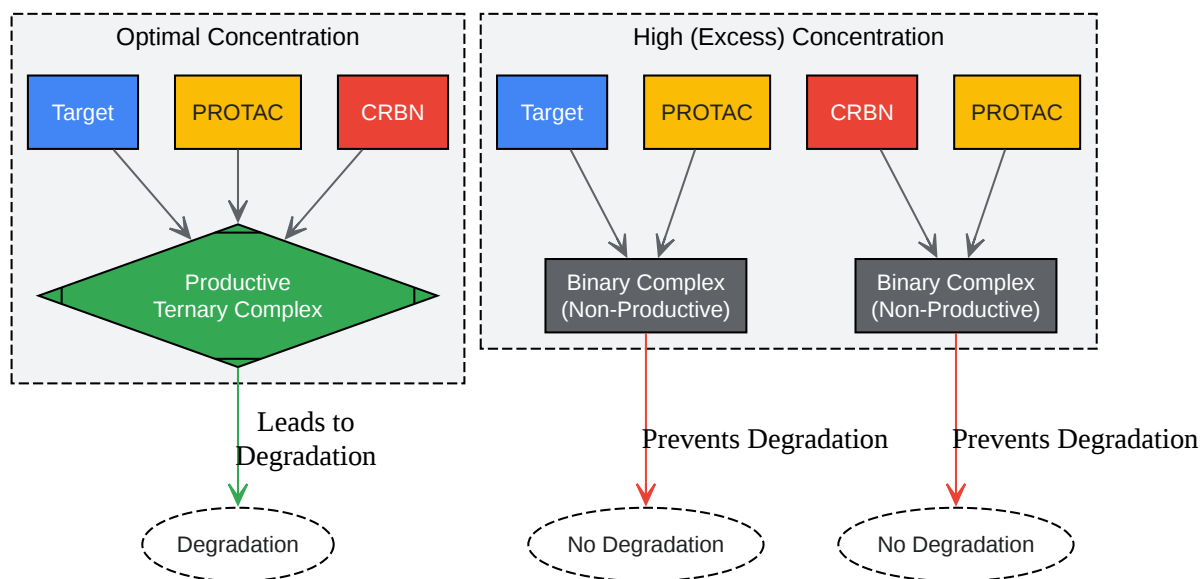 Optimal Concentration
High (Excess) Concentration
Target
PROTAC
CRBN
Target
PROTAC
CRBN
PROTAC
Productive
Ternary Complex
Binary Complex
(Non-Productive)
Binary Complex
(Non-Productive)
Leads to
Degradation
Prevents Degradation
Prevents Degradation
Degradation
No Degradation
No Degradation